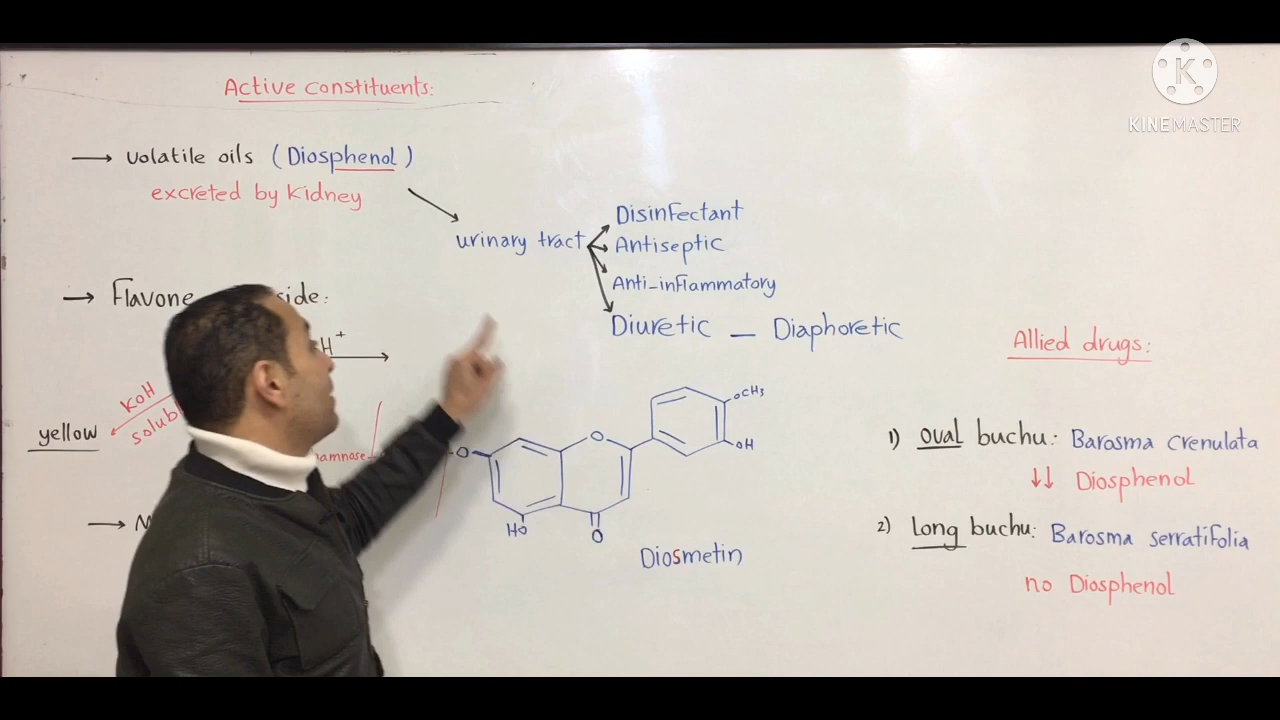 Active constituents:
→ volatile oils (Diosphenol)
excreted by Kidney
urinary tract
Disinfectant
Antiseptic
Anti-inflammatory
Diuretic — Diaphoretic
→ Flavone
H+
KoH
soluble
yellow
O
OCH3
OH
O
HO
O
Diosmetin
Allied drugs:
1) oval buchu: Barosma crenulata
↓↓ Diosphenol
2) Long buchu: Barosma serratifolia
no Diosphenol
KINEMASTER